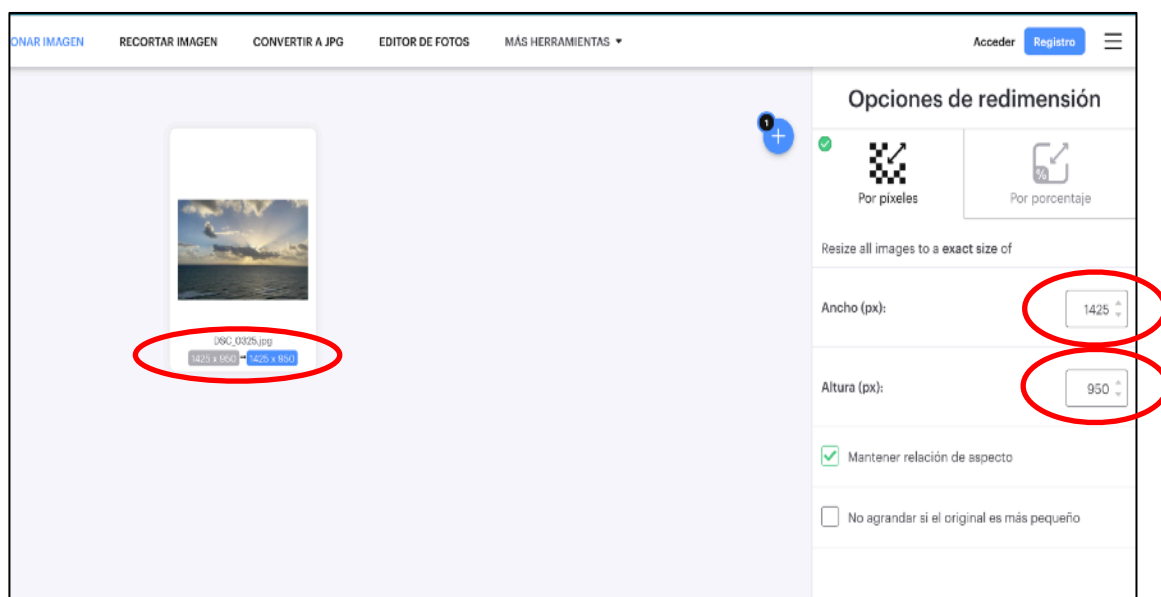 ONAR IMAGEN RECORTAR IMAGEN CONVERTIR A JPG EDITOR DE FOTOS MÁS HERRAMIENTAS Acceder Registro
Opciones de redimensión
1
%
Por píxeles Por porcentaje
Resize all images to a exact size of
Ancho (px): 1425
DSC_0325.jpg
1425 x 950 1425 x 950
Altura (px): 950
Mantener relación de aspecto
No agrandar si el original es más pequeño